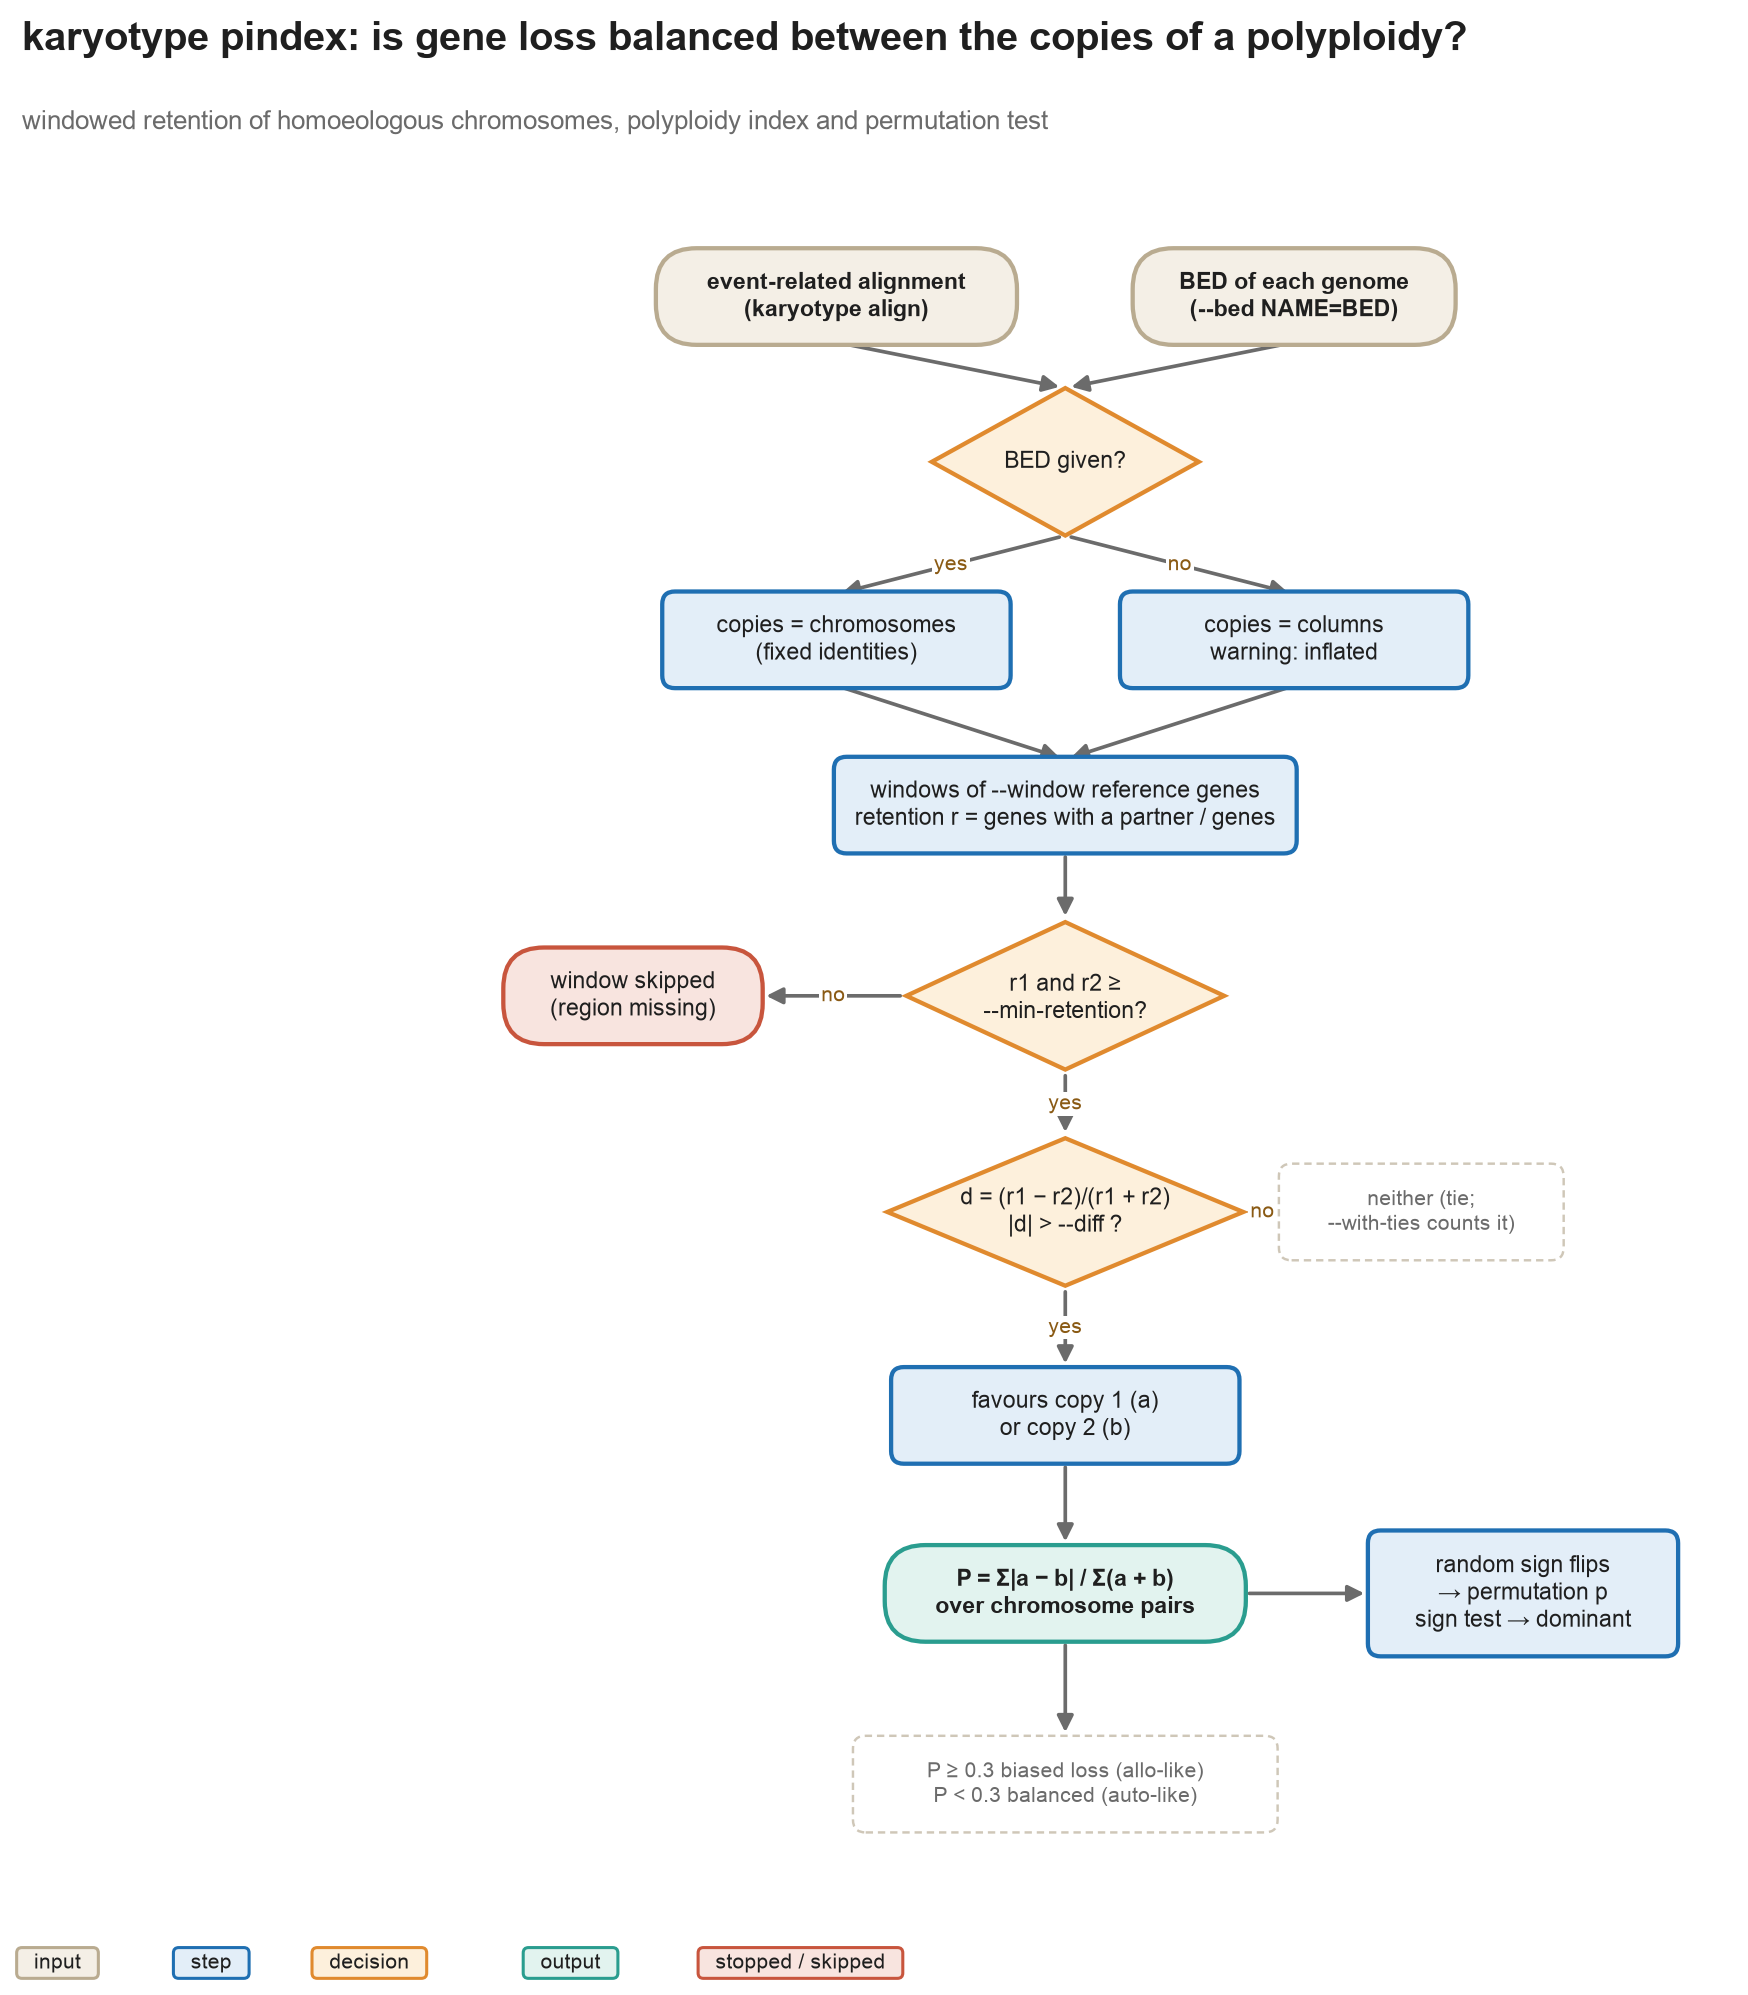 karyotype pindex: is gene loss balanced between the copies of a polyploidy?
windowed retention of homoeologous chromosomes, polyploidy index and permutation test
event-related alignment
(karyotype align)
BED of each genome
(--bed NAME=BED)
BED given?
yes
no
copies = chromosomes
(fixed identities)
copies = columns
warning: inflated
windows of --window reference genes
retention r = genes with a partner / genes
r1 and r2 ≥
--min-retention?
no
window skipped
(region missing)
yes
d = (r1 − r2)/(r1 + r2)
|d| > --diff ?
no
neither (tie;
--with-ties counts it)
yes
favours copy 1 (a)
or copy 2 (b)
P = Σ|a − b| / Σ(a + b)
over chromosome pairs
random sign flips
→ permutation p
sign test → dominant
P ≥ 0.3 biased loss (allo-like)
P < 0.3 balanced (auto-like)
input
step
decision
output
stopped / skipped